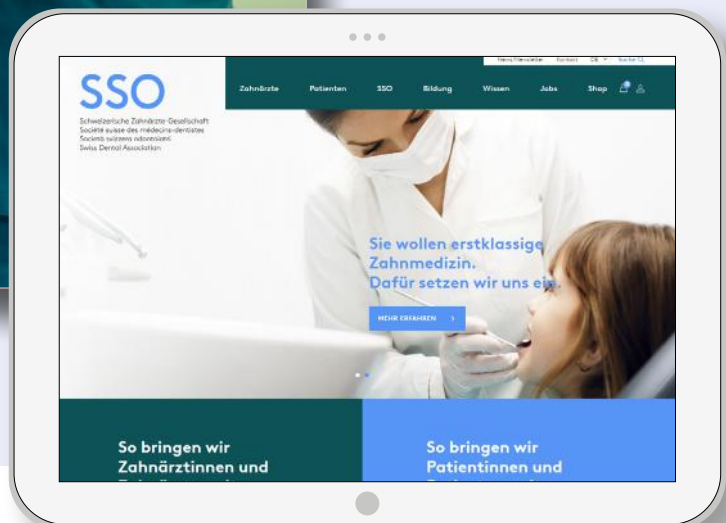 News/Newsletter Kontakt DE Suche
SSO
Schweizerische Zahnärzte-Gesellschaft
Société suisse des médecins-dentistes
Società svizzera odontoiatri
Swiss Dental Association
Zahnärzte Patienten SSO Bildung Wissen Jobs Shop
Sie wollen erstklassige
Zahnmedizin.
Dafür setzen wir uns ein.
MEHR ERFAHREN >
So bringen wir
Zahnärztinnen und
So bringen wir
Patientinnen und